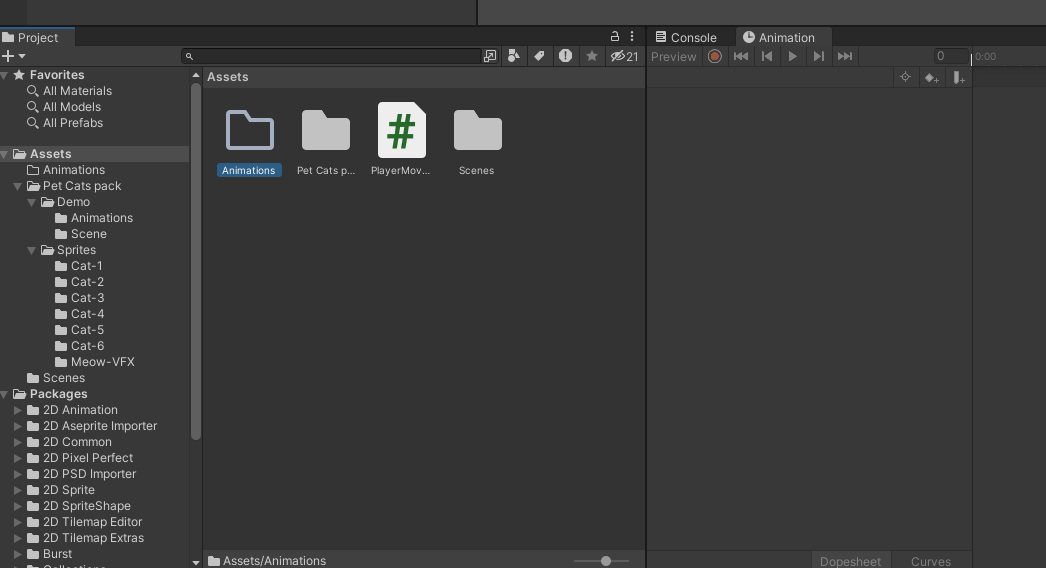 Project
21
Favorites
All Materials
All Models
All Prefabs
Assets
Animations
Pet Cats pack
Demo
Animations
Scene
Sprites
Cat-1
Cat-2
Cat-3
Cat-4
Cat-5
Cat-6
Meow-VFX
Scenes
Packages
2D Animation
2D Aseprite Importer
2D Common
2D Pixel Perfect
2D PSD Importer
2D Sprite
2D SpriteShape
2D Tilemap Editor
2D Tilemap Extras
Burst
Collections
Assets
#
Animations
Pet Cats p...
PlayerMov...
Scenes
Assets/Animations
Console
Animation
Preview
0
0:00
Dopesheet
Curves